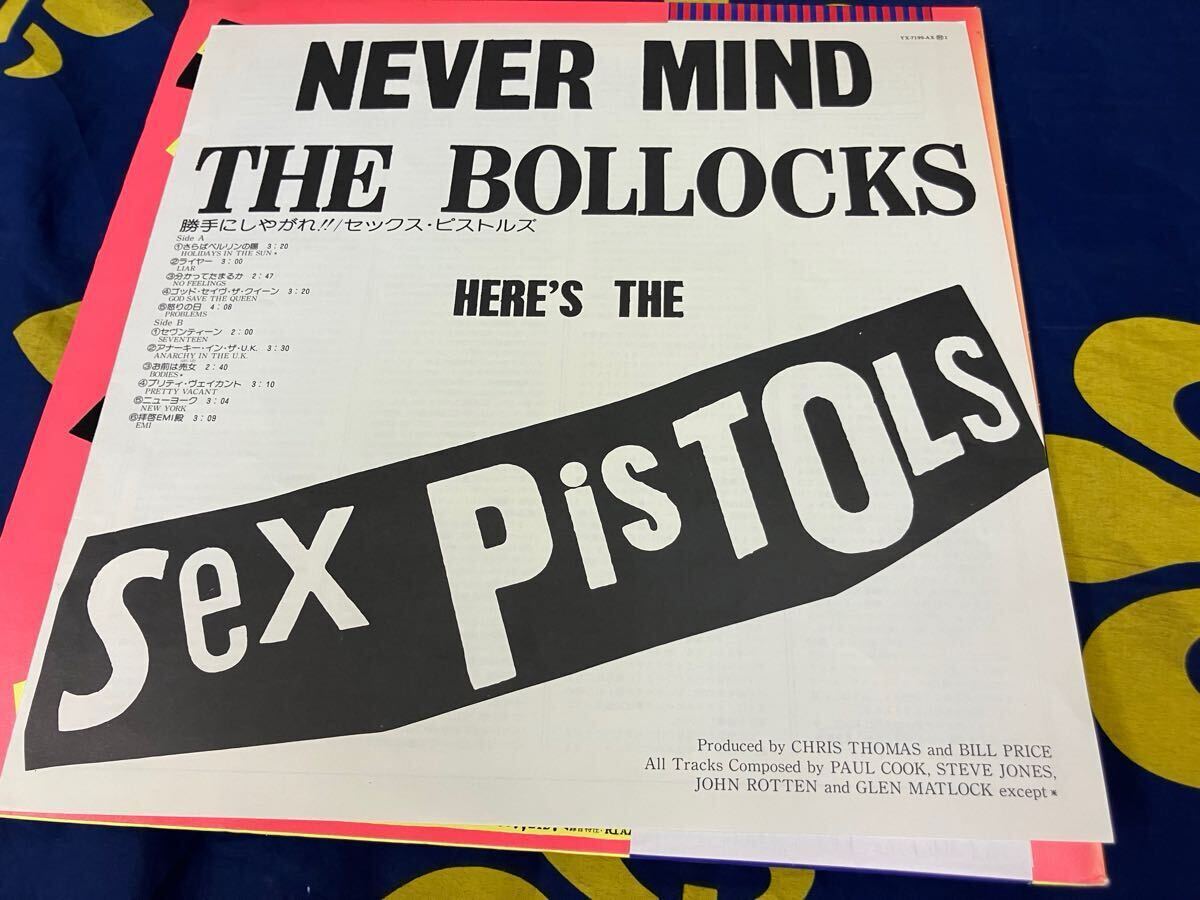 YX-7199-AX
NEVER MIND
THE BOLLOCKS
勝手にしやがれ!!/セックス・ピストルズ
Side A
①さらばベルリンの陽 3:20
HOLIDAYS IN THE SUN *
②ライヤー 3:00
LIAR
③分かってたまるか 2:47
NO FEELINGS
④ゴッド・セイヴ・ザ・クイーン 3:20
GOD SAVE THE QUEEN
⑤怒りの日 4:08
PROBLEMS
Side B
①セヴンティーン 2:00
SEVENTEEN
②アナーキー・イン・ザ・U.K. 3:30
ANARCHY IN THE U.K.
③お前は売女 2:40
BODIES *
④プリティ・ヴェイカント 3:10
PRETTY VACANT
⑤ニューヨーク 3:04
NEW YORK
⑥拝啓EMI殿 3:09
EMI
HERE'S THE
SeX PiSTOLS
Produced by CHRIS THOMAS and BILL PRICE
All Tracks Composed by PAUL COOK, STEVE JONES,
JOHN ROTTEN and GLEN MATLOCK except *